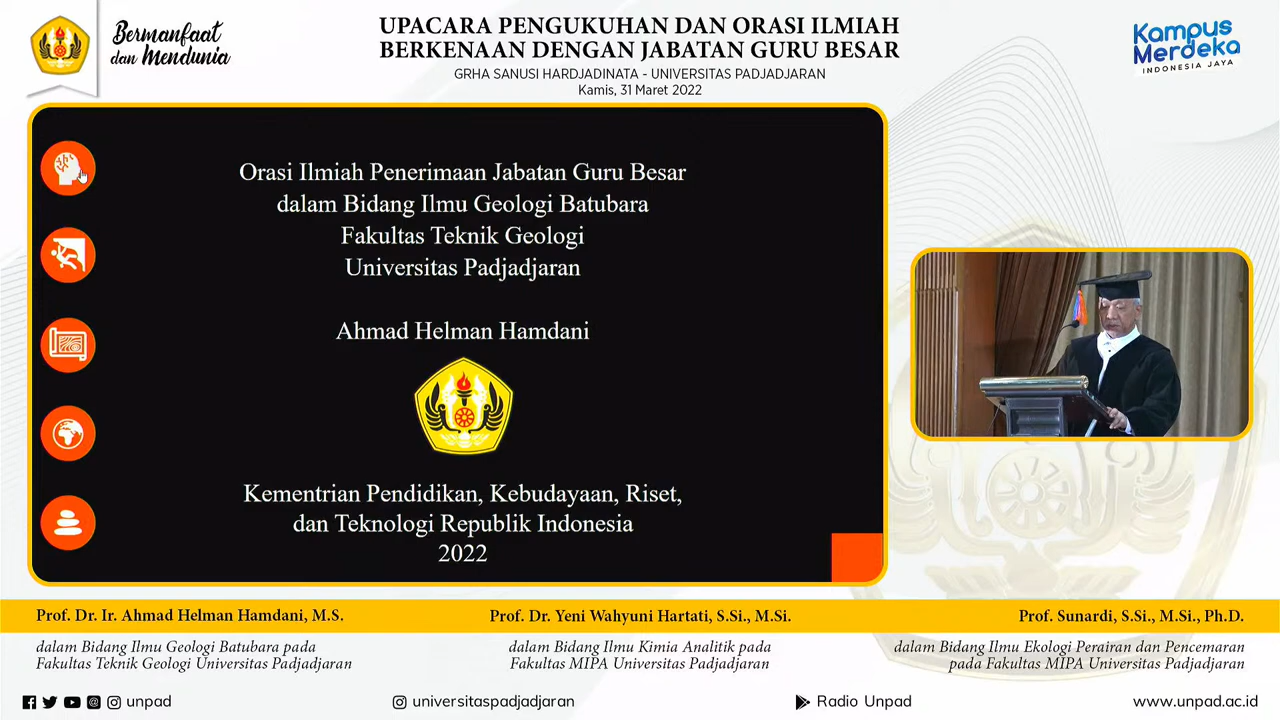 Bermanfaat
dan Mendunia
UPACARA PENGUKUHAN DAN ORASI ILMIAH
BERKENAAN DENGAN JABATAN GURU BESAR
GRHA SANUSI HARDJADINATA - UNIVERSITAS PADJADJARAN
Kamis, 31 Maret 2022
Kampus
Merdeka
INDONESIA JAYA
Orasi Ilmiah Penerimaan Jabatan Guru Besar
dalam Bidang Ilmu Geologi Batubara
Fakultas Teknik Geologi
Universitas Padjadjaran
Ahmad Helman Hamdani
Kementrian Pendidikan, Kebudayaan, Riset,
dan Teknologi Republik Indonesia
2022
Prof. Dr. Ir. Ahmad Helman Hamdani, M.S.
dalam Bidang Ilmu Geologi Batubara pada
Fakultas Teknik Geologi Universitas Padjadjaran
Prof. Dr. Yeni Wahyuni Hartati, S.Si., M.Si.
dalam Bidang Ilmu Kimia Analitik pada
Fakultas MIPA Universitas Padjadjaran
Prof. Sunardi, S.Si., M.Si., Ph.D.
dalam Bidang Ilmu Ekologi Perairan dan Pencemaran
pada Fakultas MIPA Universitas Padjadjaran
unpad
universitaspadjadjaran
Radio Unpad
www.unpad.ac.id